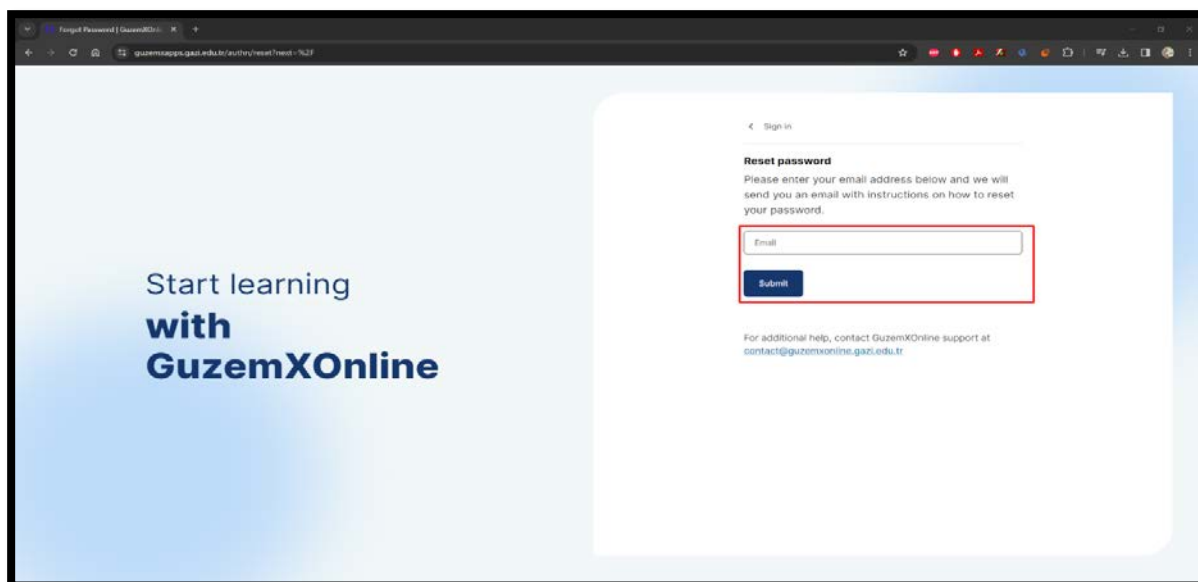 Forgot Password | GuzemXOnli
guzemxapps.gazi.edu.tr/authn/reset?next=%2F
Sign in
Reset password
Please enter your email address below and we will
send you an email with instructions on how to reset
your password.
Email
Submit
Start learning
with
GuzemXOnline
For additional help, contact GuzemXOnline support at
contact@guzemxonline.gazi.edu.tr